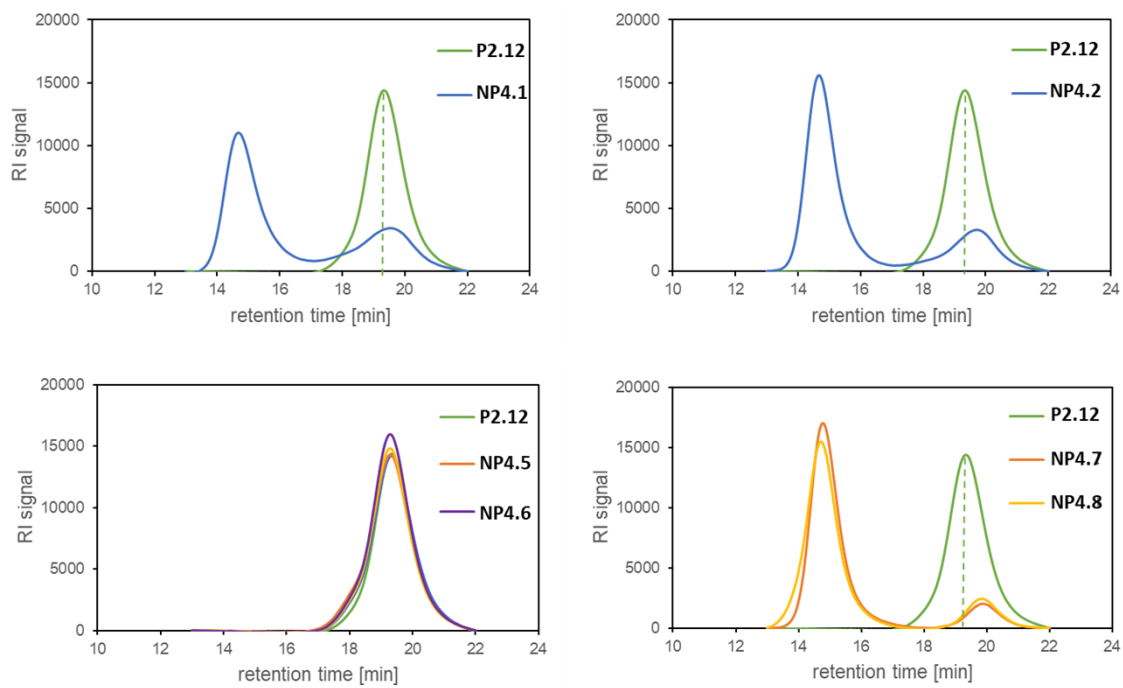 20000
15000
10000
5000
0
RI signal
P2.12
NP4.1
10 12 14 16 18 20 22 24
retention time [min]
20000
15000
10000
5000
0
RI signal
P2.12
NP4.2
10 12 14 16 18 20 22 24
retention time [min]
20000
15000
10000
5000
0
RI signal
P2.12
NP4.5
NP4.6
10 12 14 16 18 20 22 24
retention time [min]
20000
15000
10000
5000
0
RI signal
P2.12
NP4.7
NP4.8
10 12 14 16 18 20 22 24
retention time [min]